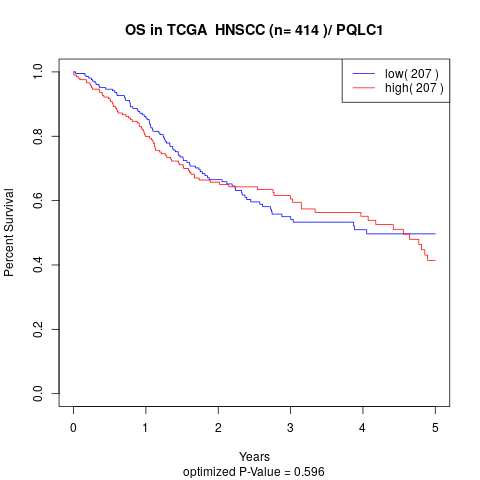 OS in TCGA  HNSCC (n= 414 )/ PQLC1
low( 207 )
high( 207 )
Percent Survival
1.0
0.8
0.6
0.4
0.2
0.0
0 1 2 3 4 5
Years
optimized P-Value = 0.596